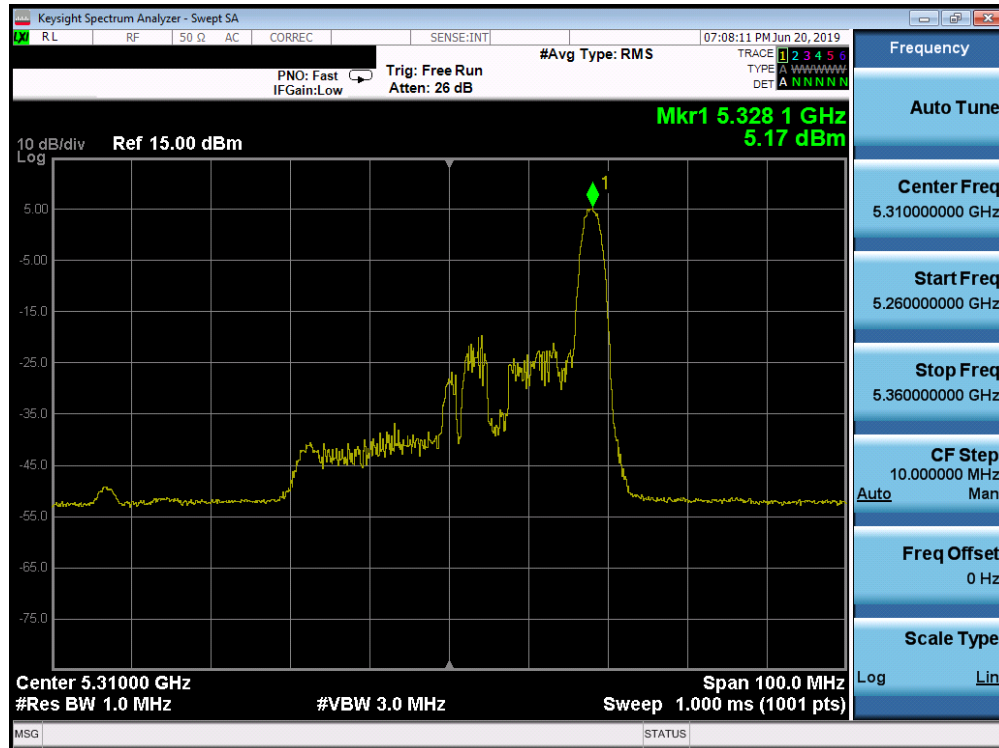 Keysight Spectrum Analyzer - Swept SA
LXI RL RF 50 Ω AC CORREC SENSE:INT 07:08:11 PM Jun 20, 2019
#Avg Type: RMS TRACE 1 2 3 4 5 6
PNO: Fast Trig: Free Run TYPE A WWWWW
IFGain:Low Atten: 26 dB DET A N N N N N
Mkr1 5.328 1 GHz
10 dB/div Ref 15.00 dBm 5.17 dBm
Log
1
5.00
-5.00
-15.0
-25.0
-35.0
-45.0
-55.0
-65.0
-75.0
Center 5.31000 GHz Span 100.0 MHz
#Res BW 1.0 MHz #VBW 3.0 MHz Sweep 1.000 ms (1001 pts)
MSG STATUS
Frequency
Auto Tune
Center Freq
5.310000000 GHz
Start Freq
5.260000000 GHz
Stop Freq
5.360000000 GHz
CF Step
10.000000 MHz
Auto Man
Freq Offset
0 Hz
Scale Type
Log Lin